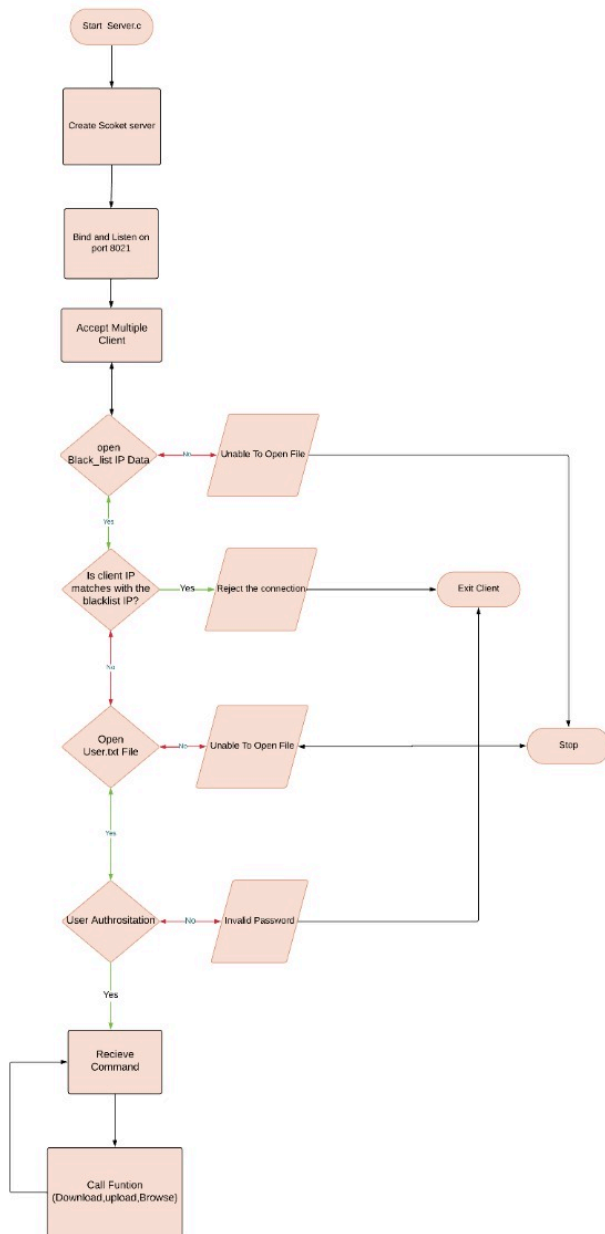 Start Server.c
Create Scoket server
Bind and Listen on
port 8021
Accept Multiple
Client
open
Black_list IP Data
No
Unable To Open File
Yes
Is client IP
matches with the
blacklist IP?
Yes
Reject the connection
Exit Client
No
Open
User.txt File
No
Unable To Open File
Stop
Yes
User Authrositation
No
Invalid Password
Yes
Recieve
Command
Call Funtion
(Download,upload,Browse)